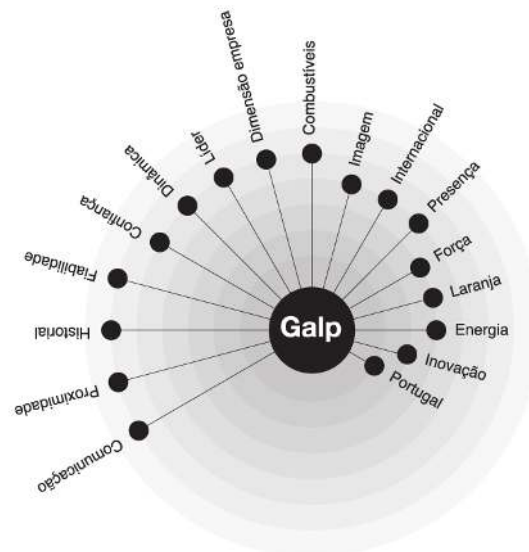 Comunicação
Proximidade
Historial
Fiabilidade
Confiança
Dinâmica
Líder
Dimensão empresa
Combustíveis
Imagem
Internacional
Presença
Força
Laranja
Energia
Inovação
Portugal
Galp